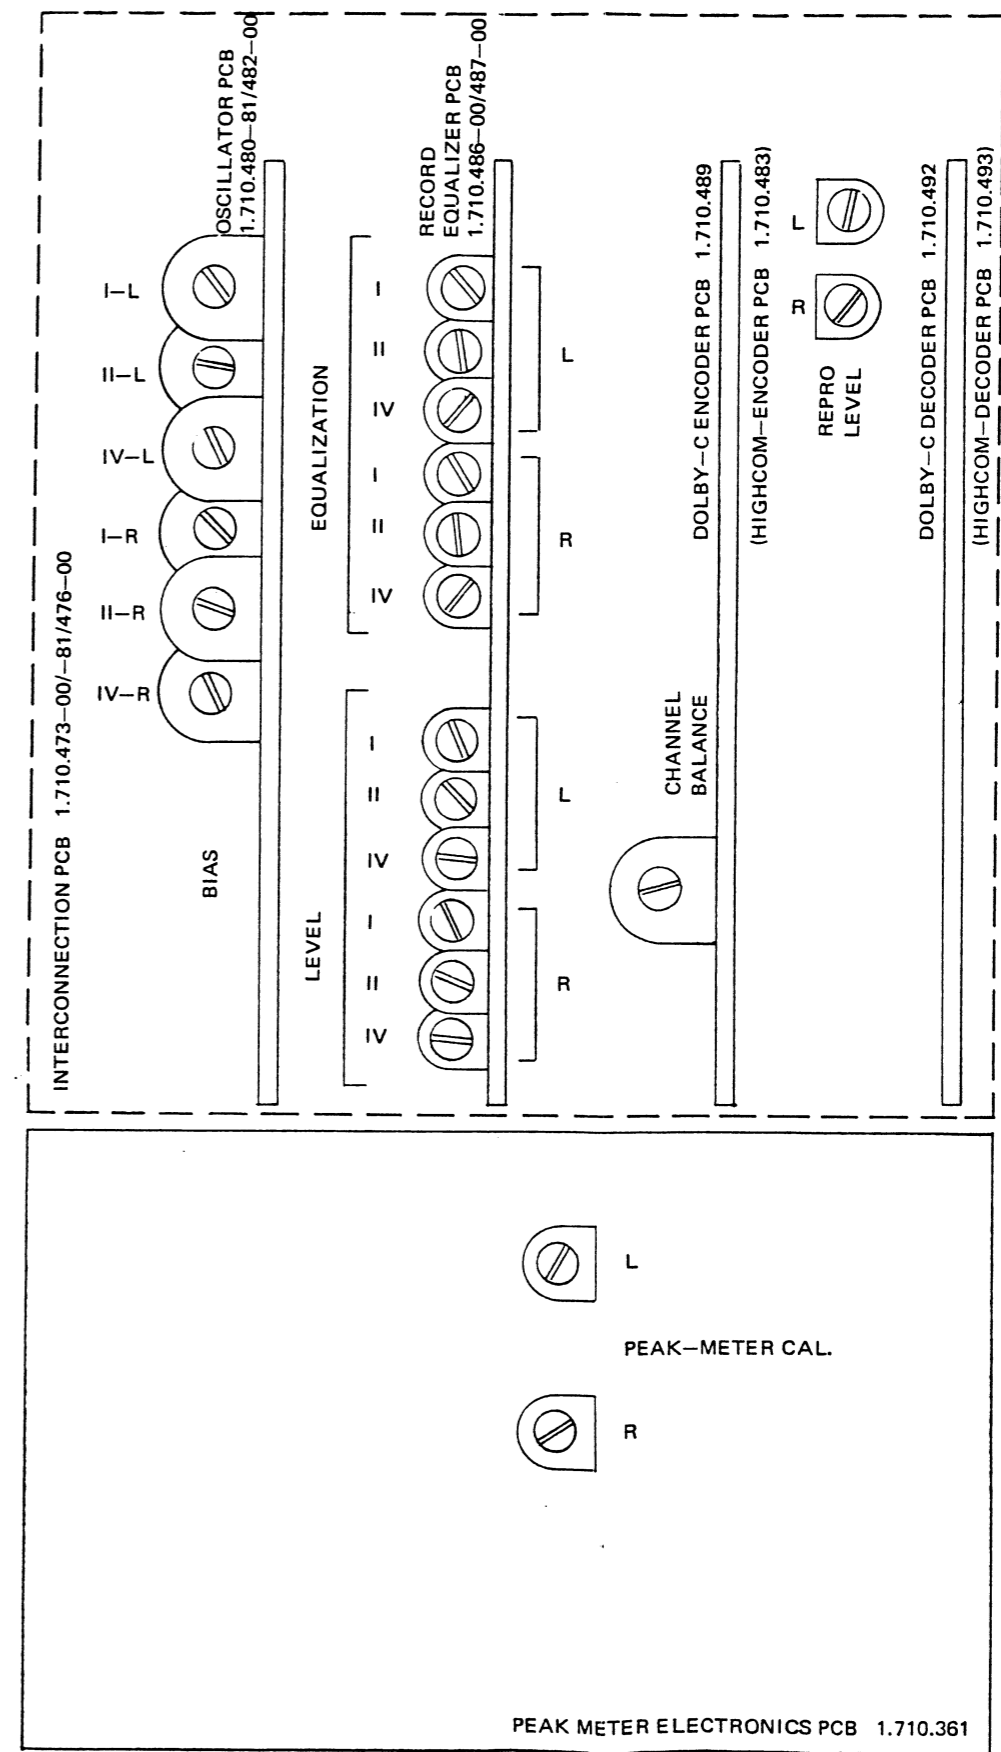 INTERCONNECTION PCB 1.710.473–00/–81/476–00
BIAS
IV–R
II–R
I–R
IV–L
II–L
I–L
OSCILLATOR PCB
1.710.480–81/482–00
LEVEL
EQUALIZATION
IV
II
I
IV
II
I
IV
II
I
IV
II
I
RECORD
EQUALIZER PCB
1.710.486–00/487–00
R
L
R
L
CHANNEL
BALANCE
DOLBY–C ENCODER PCB 1.710.489
(HIGHCOM–ENCODER PCB 1.710.483)
REPRO
LEVEL
R
L
DOLBY–C DECODER PCB 1.710.492
(HIGHCOM–DECODER PCB 1.710.493)
L
PEAK–METER CAL.
R
PEAK METER ELECTRONICS PCB 1.710.361